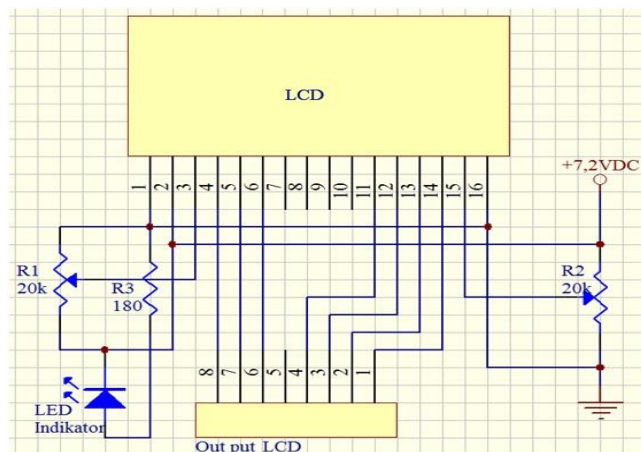 LCD
1 2 3 4 5 6 7 8 9 10 11 12 13 14 15 16
+7,2VDC
R1
20k
R3
180
R2
20k
8 7 6 5 4 3 2 1
LED
Indikator
Out put LCD